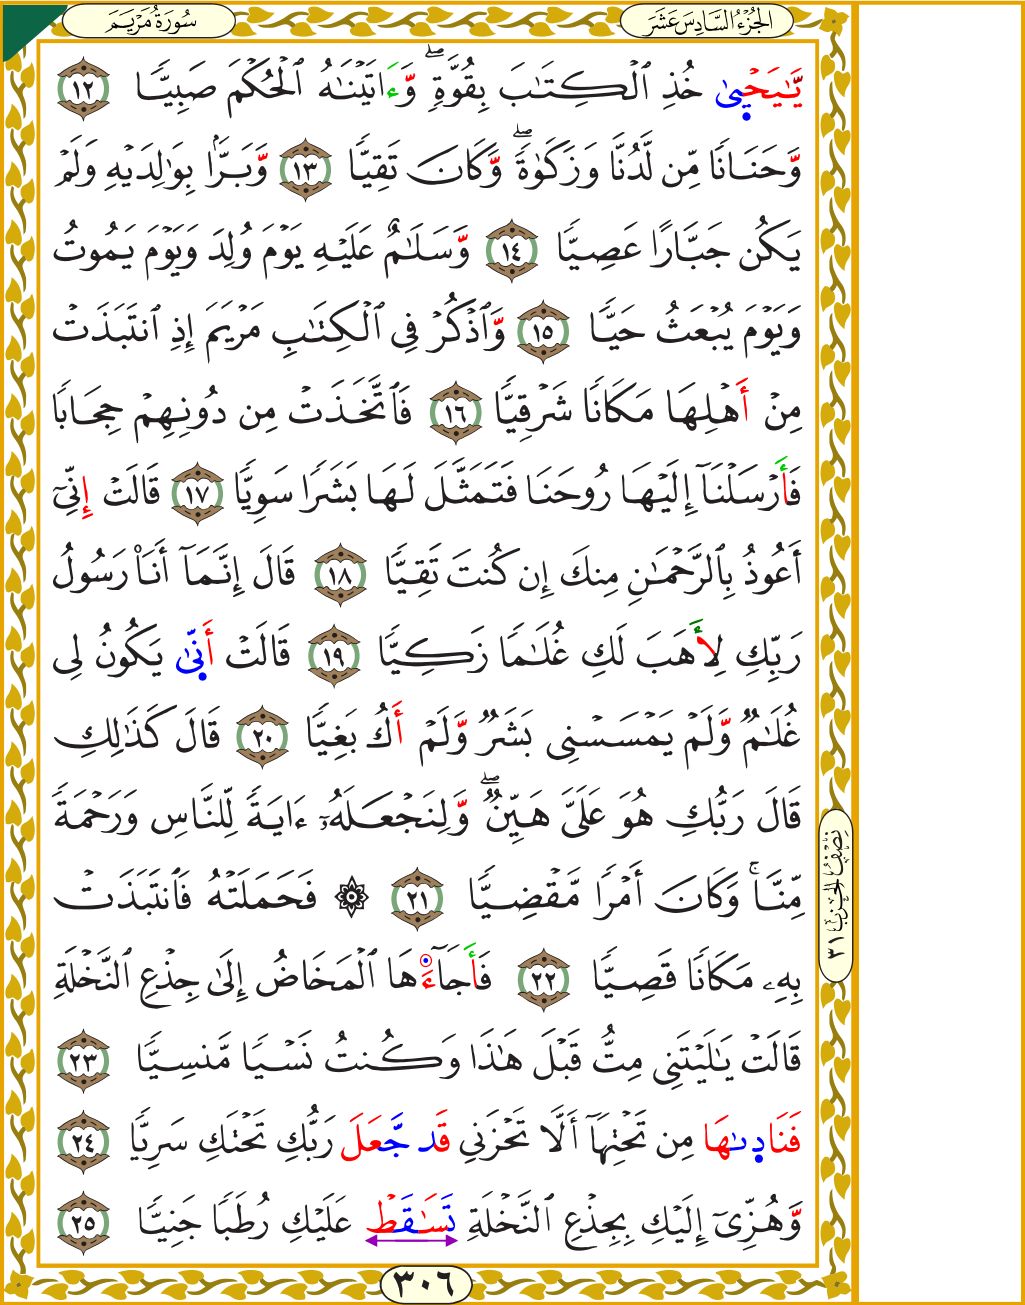 سُورَةُ مَرْيَمَ
الجُزْءُ السَّادِسَ عَشَرَ
يَّـٰيَحْيىٰ خُذِ ٱلْكِتَـٰبَ بِقُوَّةٍۖ وَّءَاتَيْنَـٰهُ ٱلْحُكْمَ صَبِيًّا ١٢
وَّحَنَانًا مِّن لَّدُنَّا وَزَكَوٰةًۖ وَّكَانَ تَقِيًّا ١٣ وَّبَرًّۢا بِوَٰلِدَيْهِ وَلَمْ
يَكُن جَبَّارًا عَصِيًّا ١٤ وَّسَلَـٰمٌ عَلَيْهِ يَوْمَ وُلِدَ وَيَوْمَ يَمُوتُ
وَيَوْمَ يُبْعَثُ حَيًّا ١٥ وَّٱذْكُرْ فِى ٱلْكِتَـٰبِ مَرْيَمَ إِذِ ٱنتَبَذَتْ
مِنْ أَهْلِهَا مَكَانًا شَرْقِيًّا ١٦ فَٱتَّخَذَتْ مِن دُونِهِمْ حِجَابًا
فَأَرْسَلْنَآ إِلَيْهَا رُوحَنَا فَتَمَثَّلَ لَهَا بَشَرًا سَوِيًّا ١٧ قَالَتْ إِنِّىٓ
أَعُوذُ بِٱلرَّحْمَـٰنِ مِنكَ إِن كُنتَ تَقِيًّا ١٨ قَالَ إِنَّمَآ أَنَا۠ رَسُولُ
رَبِّكِ لِأَهَبَ لَكِ غُلَـٰمًا زَكِيًّا ١٩ قَالَتْ أَنِّىٰ يَكُونُ لِى
غُلَـٰمٌ وَّلَمْ يَمْسَسْنِى بَشَرٌ وَّلَمْ أَكُ بَغِيًّا ٢٠ قَالَ كَذَٰلِكِ
قَالَ رَبُّكِ هُوَ عَلَىَّ هَيِّنٌۖ وَّلِنَجْعَلَهُۥٓ ءَايَةً لِّلنَّاسِ وَرَحْمَةً
مِّنَّاۚ وَكَانَ أَمْرًا مَّقْضِيًّا ٢١ ۞ فَحَمَلَتْهُ فَٱنتَبَذَتْ
بِهِۦ مَكَانًا قَصِيًّا ٢٢ فَأَجَآءَهَا ٱلْمَخَاضُ إِلَىٰ جِذْعِ ٱلنَّخْلَةِ
قَالَتْ يَـٰلَيْتَنِى مِتُّ قَبْلَ هَـٰذَا وَكُنتُ نَسْيًا مَّنسِيًّا ٢٣
فَنَادِىٰهَا مِن تَحْتِهَآ أَلَّا تَحْزَنِى قَد جَّعَلَ رَبُّكِ تَحْتَكِ سَرِيًّا ٢٤
وَّهُزِّىٓ إِلَيْكِ بِجِذْعِ ٱلنَّخْلَةِ تَسَـٰقَطْ عَلَيْكِ رُطَبًا جَنِيًّا ٢٥
نِصْفُ الحِزْبِ ٣١
٣٠٦